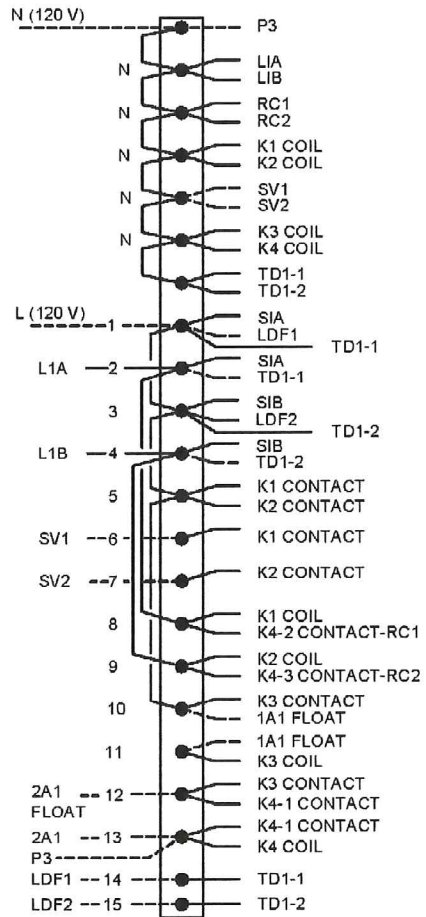 N (120 V)
P3
LIA
N
LIB
RC1
N
RC2
K1 COIL
N
K2 COIL
SV1
N
SV2
K3 COIL
N
K4 COIL
TD1-1
TD1-2
L (120 V)
1
SIA
LDF1
TD1-1
L1A
2
SIA
TD1-1
3
SIB
LDF2
TD1-2
L1B
4
SIB
TD1-2
5
K1 CONTACT
K2 CONTACT
SV1
6
K1 CONTACT
SV2
7
K2 CONTACT
8
K1 COIL
K4-2 CONTACT-RC1
9
K2 COIL
K4-3 CONTACT-RC2
10
K3 CONTACT
1A1 FLOAT
11
1A1 FLOAT
K3 COIL
2A1
FLOAT
12
K3 CONTACT
K4-1 CONTACT
2A1
13
P3
K4-1 CONTACT
K4 COIL
LDF1
14
TD1-1
LDF2
15
TD1-2